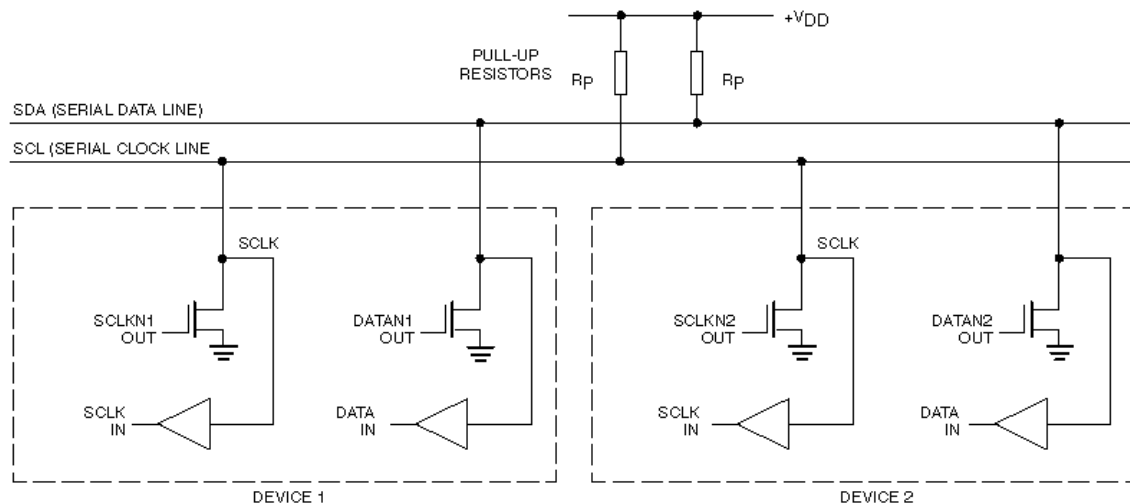 +VDD
PULL-UP
RESISTORS
RP
RP
SDA (SERIAL DATA LINE)
SCL (SERIAL CLOCK LINE
SCLK
SCLK
SCLKN1
OUT
DATAN1
OUT
SCLKN2
OUT
DATAN2
OUT
SCLK
IN
DATA
IN
SCLK
IN
DATA
IN
DEVICE 1
DEVICE 2